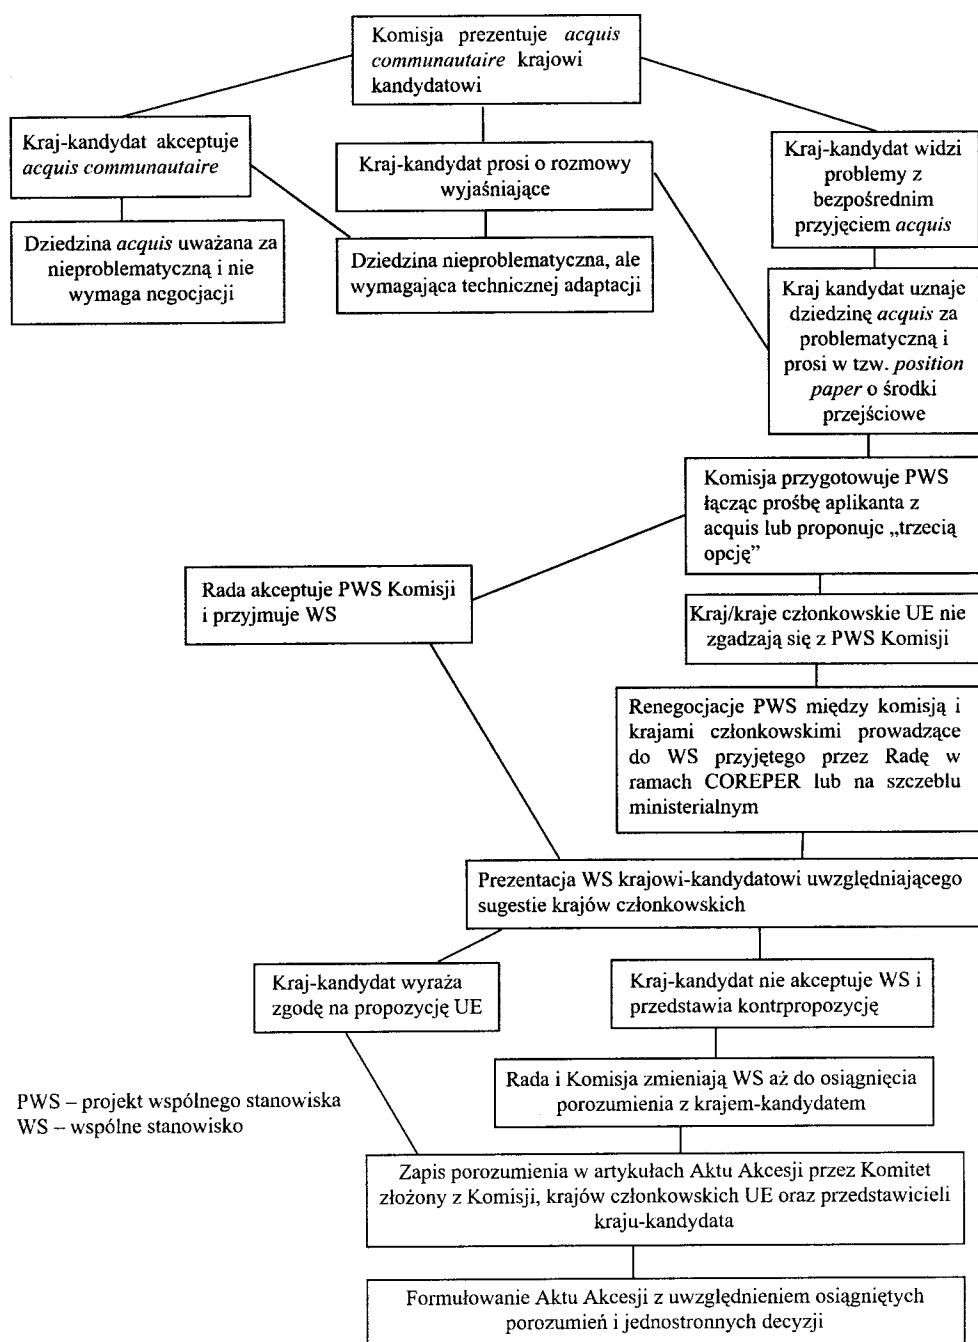 Komisja prezentuje acquis
communautaire krajowi
kandydatowi
Kraj-kandydat akceptuje
acquis communautaire
Kraj-kandydat prosi o rozmowy
wyjaśniające
Kraj-kandydat widzi
problemy z
bezpośrednim
przyjęciem acquis
Dziedzina acquis uważana za
nieproblematyczną i nie
wymaga negocjacji
Dziedzina nieproblematyczna, ale
wymagająca technicznej adaptacji
Kraj kandydat uznaje
dziedzinę acquis za
problematyczną i
prosi w tzw. position
paper o środki
przejściowe
Komisja przygotowuje PWS
łącząc prośbę aplikanta z
acquis lub proponujc „trzecią
opcję”
Rada akceptuje PWS Komisji
i przyjmuje WS
Kraj/kraje członkowskie UE nie
zgadzają się z PWS Komisji
Renegocjacje PWS między komisją i
krajami członkowskimi prowadzące
do WS przyjętego przez Radę w
ramach COREPER lub na szczeblu
ministerialnym
Prezentacja WS krajowi-kandydatowi uwzględniającego
sugestie krajów członkowskich
Kraj-kandydat wyraża
zgodę na propozycję UE
Kraj-kandydat nie akceptuje WS i
przedstawia kontrpropozycję
Rada i Komisja zmieniają WS aż do osiągnięcia
porozumienia z krajem-kandydatem
PWS – projekt wspólnego stanowiska
WS – wspólne stanowisko
Zapis porozumienia w artykułach Aktu Akcesji przez Komitet
złożony z Komisji, krajów członkowskich UE oraz przedstawicieli
kraju-kandydata
Formułowanie Aktu Akcesji z uwzględnieniem osiągniętych
porozumień i jednostronnych decyzji